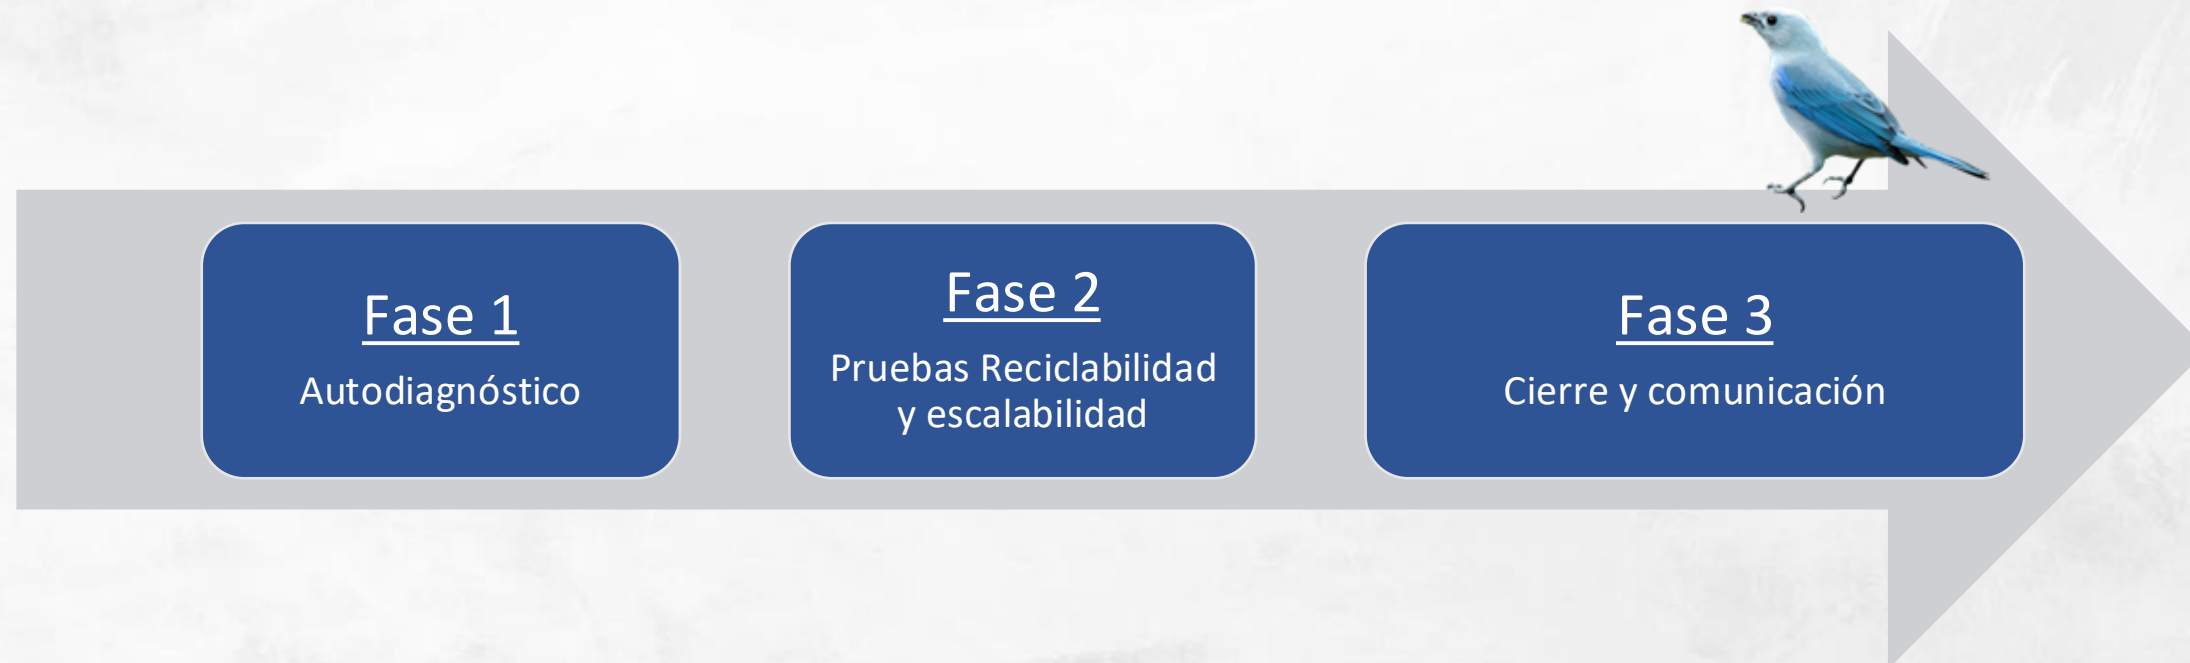 Fase 1
Autodiagnóstico
Fase 2
Pruebas Reciclabilidad
y escalabilidad
Fase 3
Cierre y comunicación